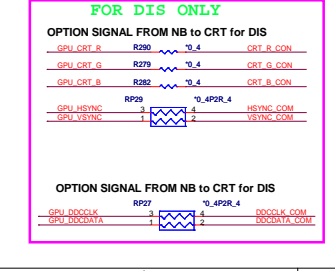 FOR DIS ONLY
OPTION SIGNAL FROM NB to CRT for DIS
GPU_CRT_R R290 *0_4 CRT_R_CON
GPU_CRT_G R279 *0_4 CRT_G_CON
GPU_CRT_B R282 *0_4 CRT_B_CON
RP29 *0_4P2R_4
GPU_HSYNC 3 4 HSYNC_COM
GPU_VSYNC 1 2 VSYNC_COM
OPTION SIGNAL FROM NB to CRT for DIS
RP27 *0_4P2R_4
GPU_DDCCLK 3 4 DDCCLK_COM
GPU_DDCDATA 1 2 DDCDATA_COM